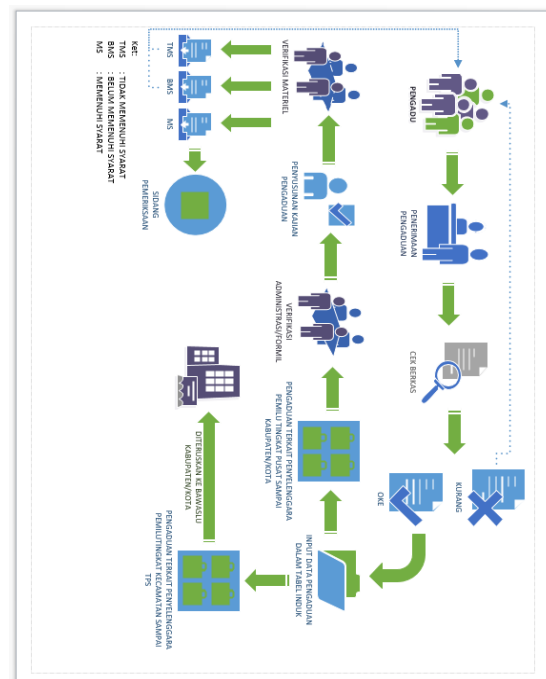 PENGADU
PENERIMAAN
PENGADUAN
CEK BERKAS
KURANG
OKE
INPUT DATA PENGADUAN
DALAM TABEL INDUK
PENGADUAN TERKAIT PENYELENGGARA
PEMILU TINGKAT PUSAT SAMPAI
KABUPATEN/KOTA
PENGADUAN TERKAIT PENYELENGGARA
PEMILUTINGKAT KECAMATAN SAMPAI
TPS
DITERUSKAN KE BAWASLU
KABUPATEN/KOTA
VERIFIKASI
ADMINISTRASI/FORMIL
PENYUSUNAN KAJIAN
PENGADUAN
VERIFIKASI MATERIEL
TMS
BMS
MS
SIDANG
PEMERIKSAAN
Ket:
TMS : TIDAK MEMENUHI SYARAT
BMS : BELUM MEMENUHI SYARAT
MS : MEMENUHI SYARAT